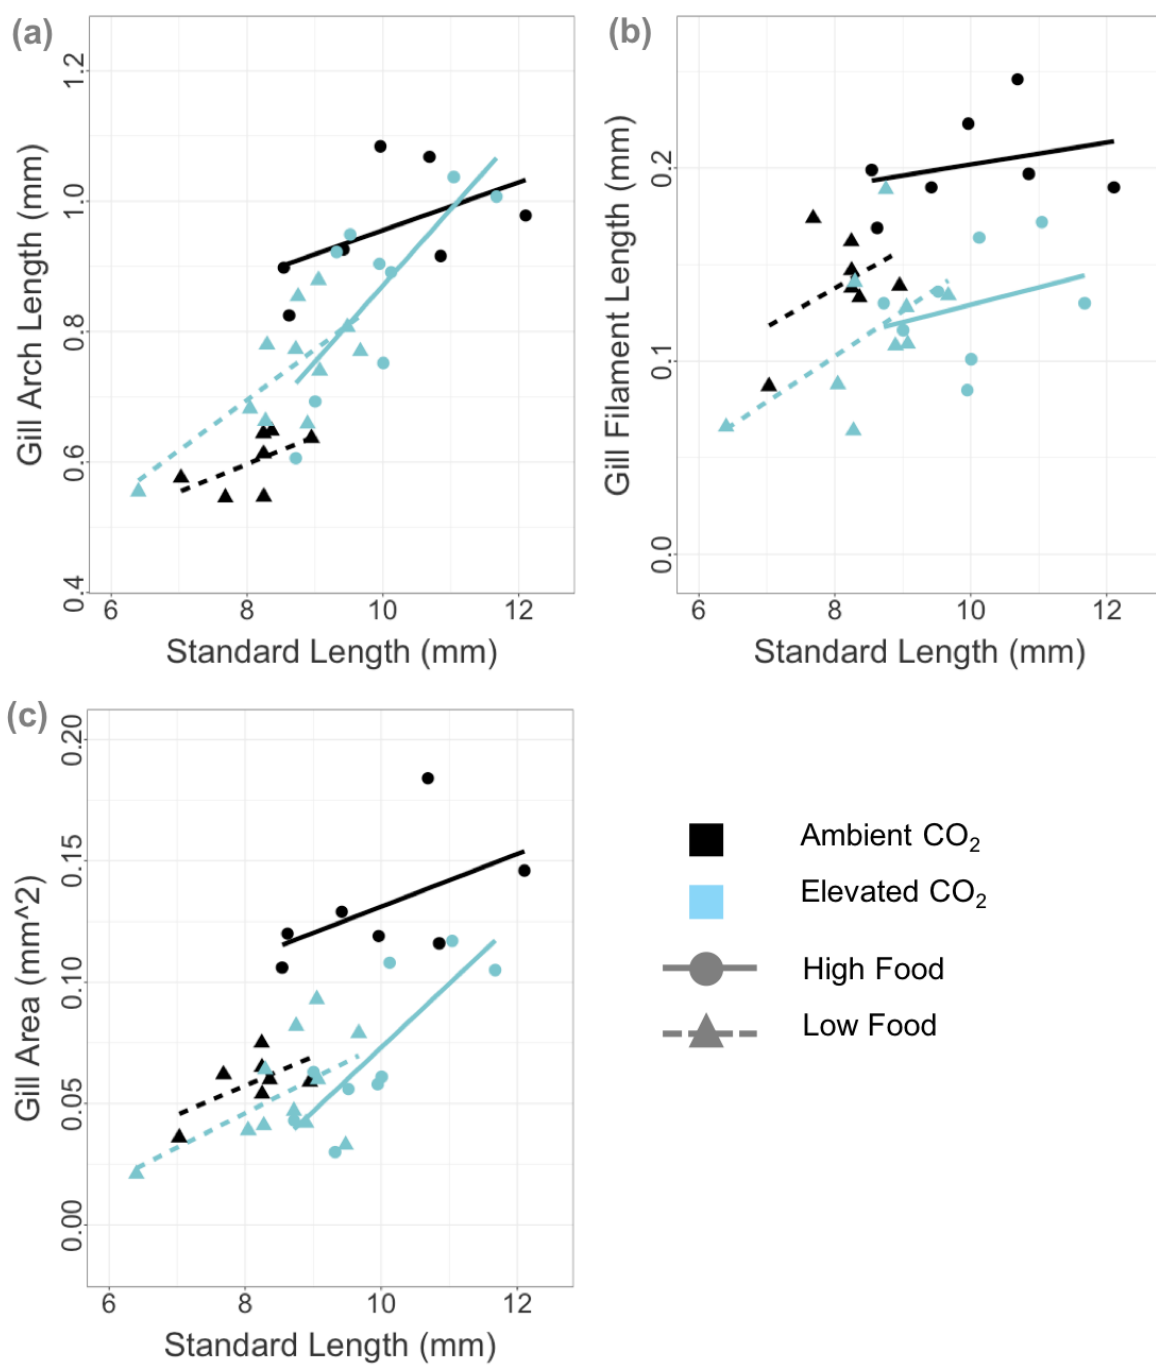 (a)
Gill Arch Length (mm)
1.2
1.0
0.8
0.6
0.4
6 8 10 12
Standard Length (mm)
(b)
Gill Filament Length (mm)
0.2
0.1
0.0
6 8 10 12
Standard Length (mm)
(c)
Gill Area (mm^2)
0.20
0.15
0.10
0.05
0.00
6 8 10 12
Standard Length (mm)
Ambient CO₂
Elevated CO₂
High Food
Low Food